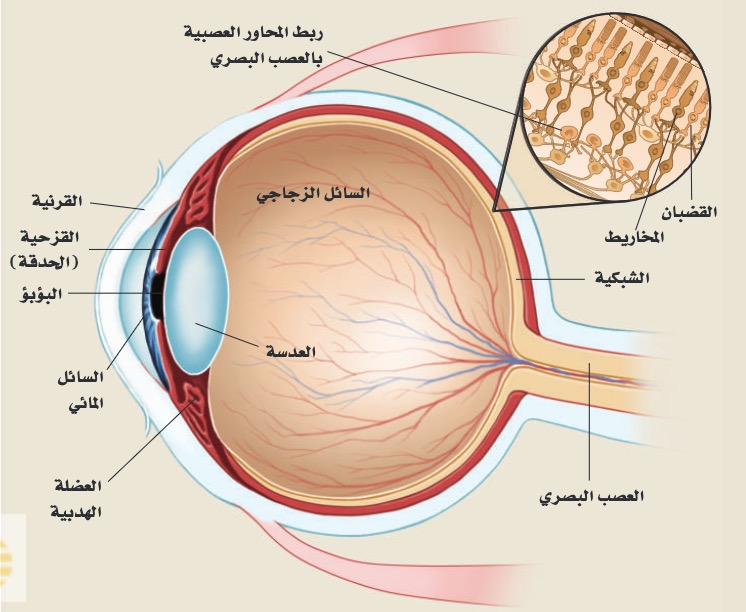 ربط المحاور العصبية
بالعصب البصري
السائل الزجاجي
القرنية
القزحية
(الحدقة)
البؤبؤ
السائل
المائي
العضلة
الهدبية
العدسة
القضبان
المخاريط
الشبكية
العصب البصري